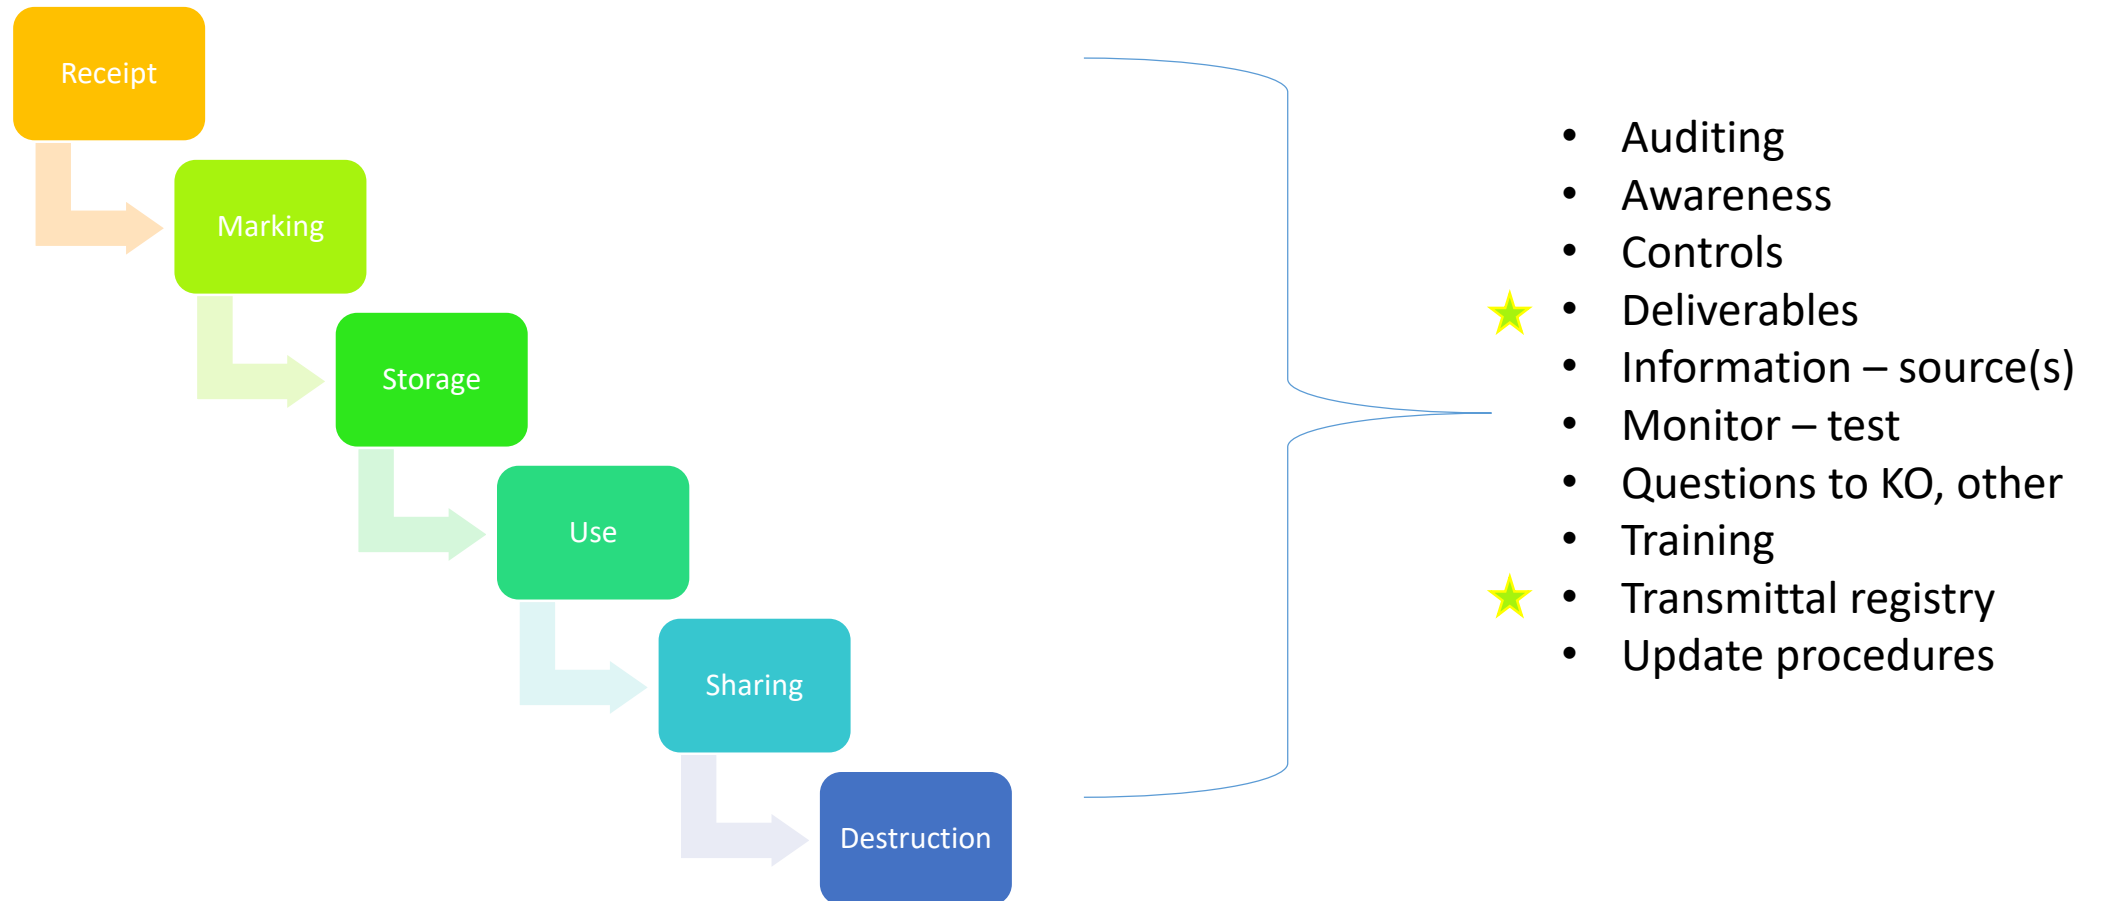 Receipt
Marking
Storage
Use
Sharing
Destruction
• Auditing
• Awareness
• Controls
• Deliverables
• Information – source(s)
• Monitor – test
• Questions to KO, other
• Training
• Transmittal registry
• Update procedures